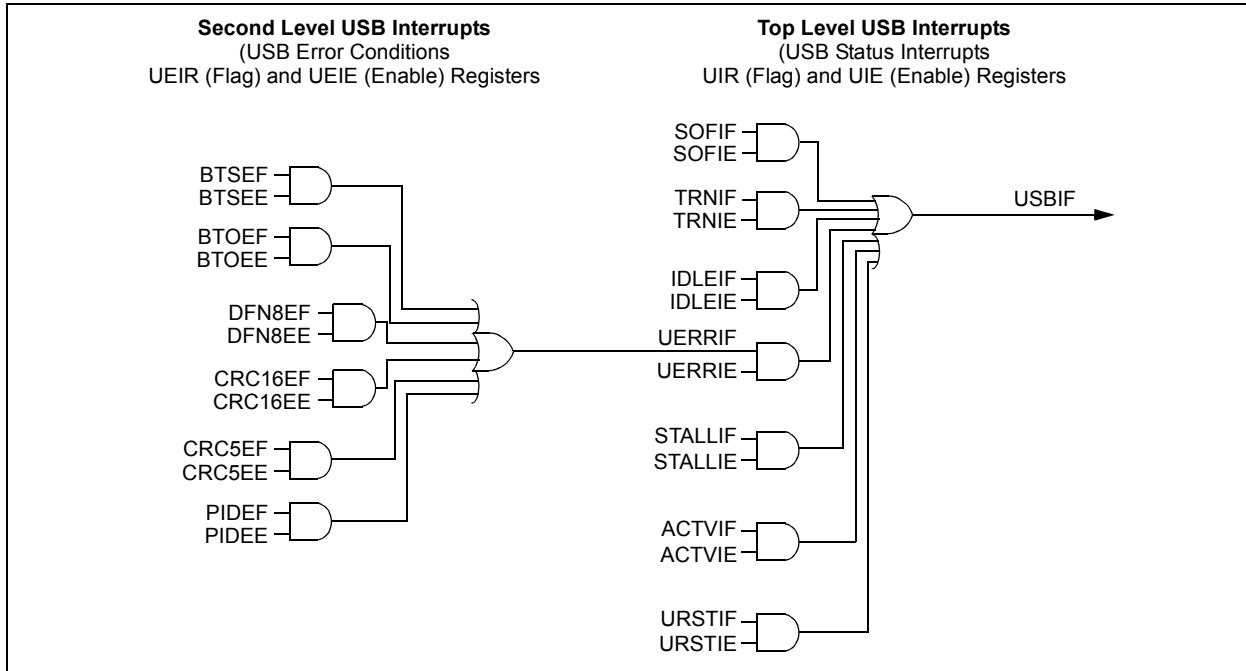 Second Level USB Interrupts
(USB Error Conditions
UEIR (Flag) and UEIE (Enable) Registers
BTSEF
BTSEE
BTOEF
BTOEE
DFN8EF
DFN8EE
CRC16EF
CRC16EE
CRC5EF
CRC5EE
PIDEF
PIDEE
Top Level USB Interrupts
(USB Status Interrupts
UIR (Flag) and UIE (Enable) Registers
SOFIF
SOFIE
TRNIF
TRNIE
IDLEIF
IDLEIE
UERRIF
UERRIE
STALLIF
STALLIE
ACTVIF
ACTVIE
URSTIF
URSTIE
USBIF